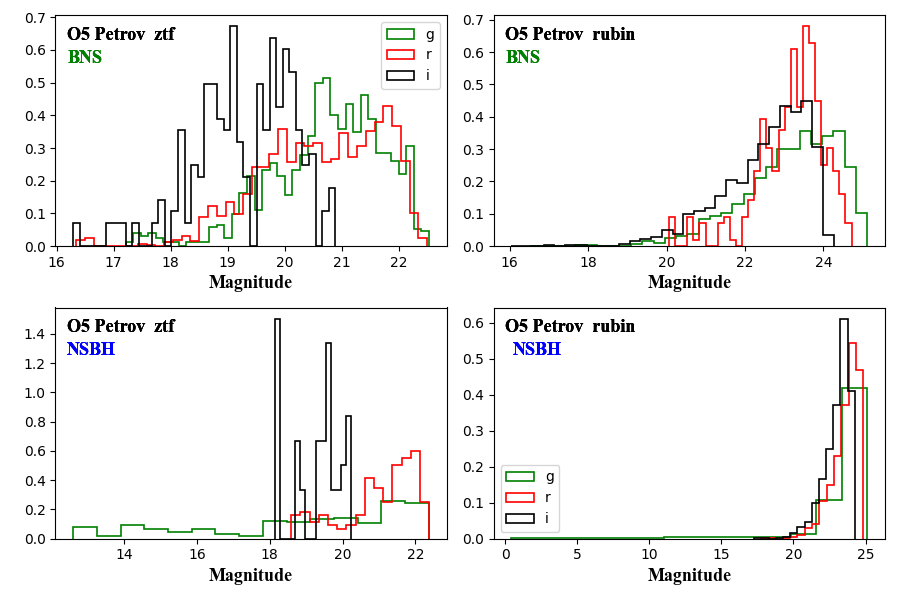 O5 Petrov ztf
BNS
g
r
i
0.7
0.6
0.5
0.4
0.3
0.2
0.1
0.0
16 17 18 19 20 21 22
Magnitude
O5 Petrov rubin
BNS
0.7
0.6
0.5
0.4
0.3
0.2
0.1
0.0
16 18 20 22 24
Magnitude
O5 Petrov ztf
NSBH
1.4
1.2
1.0
0.8
0.6
0.4
0.2
0.0
14 16 18 20 22
Magnitude
O5 Petrov rubin
NSBH
g
r
i
0.6
0.5
0.4
0.3
0.2
0.1
0.0
0 5 10 15 20 25
Magnitude